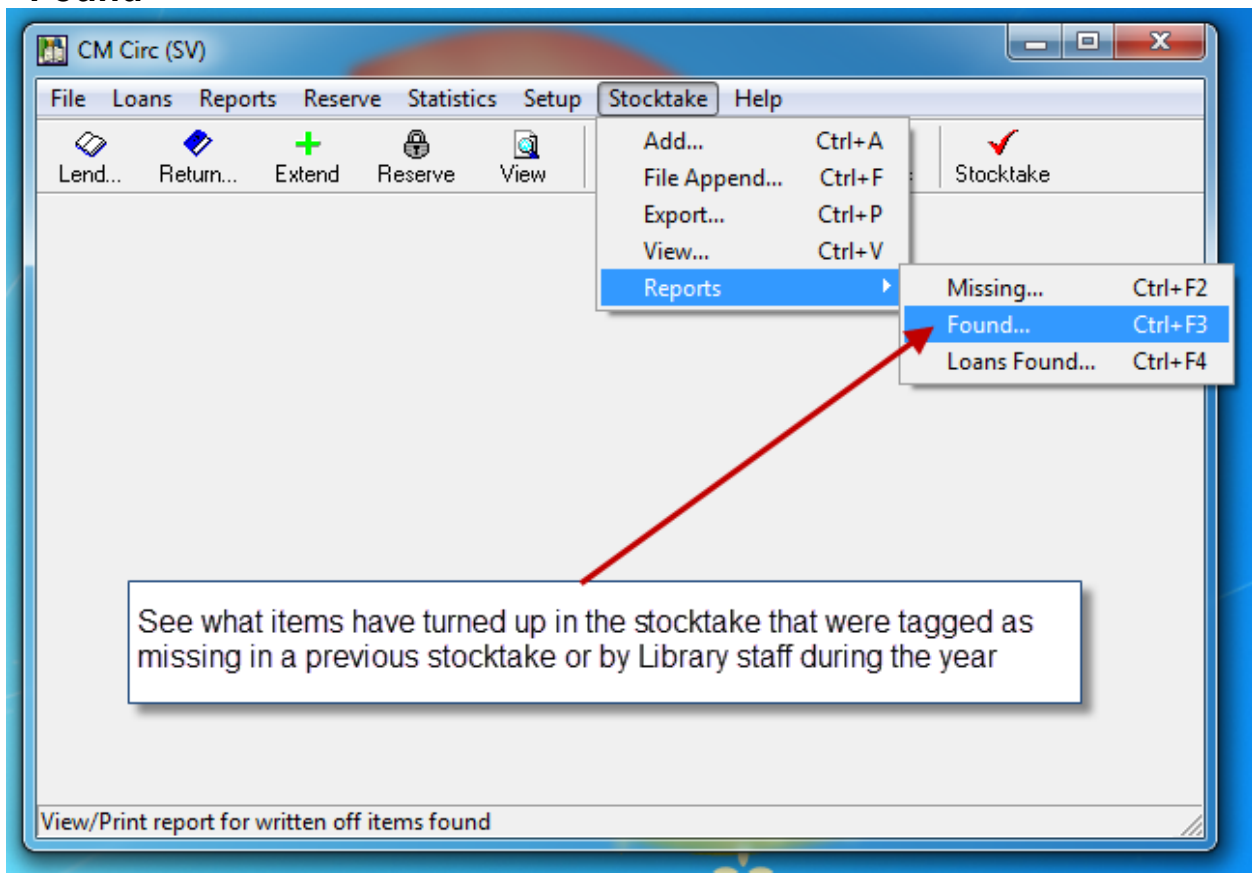 Found
CM Circ (SV)
File Loans Reports Reserve Statistics Setup Stocktake Help
Lend... Return... Extend Reserve View Stocktake
Add... Ctrl+A
File Append... Ctrl+F
Export... Ctrl+P
View... Ctrl+V
Reports
Missing... Ctrl+F2
Found... Ctrl+F3
Loans Found... Ctrl+F4
See what items have turned up in the stocktake that were tagged as
missing in a previous stocktake or by Library staff during the year
View/Print report for written off items found